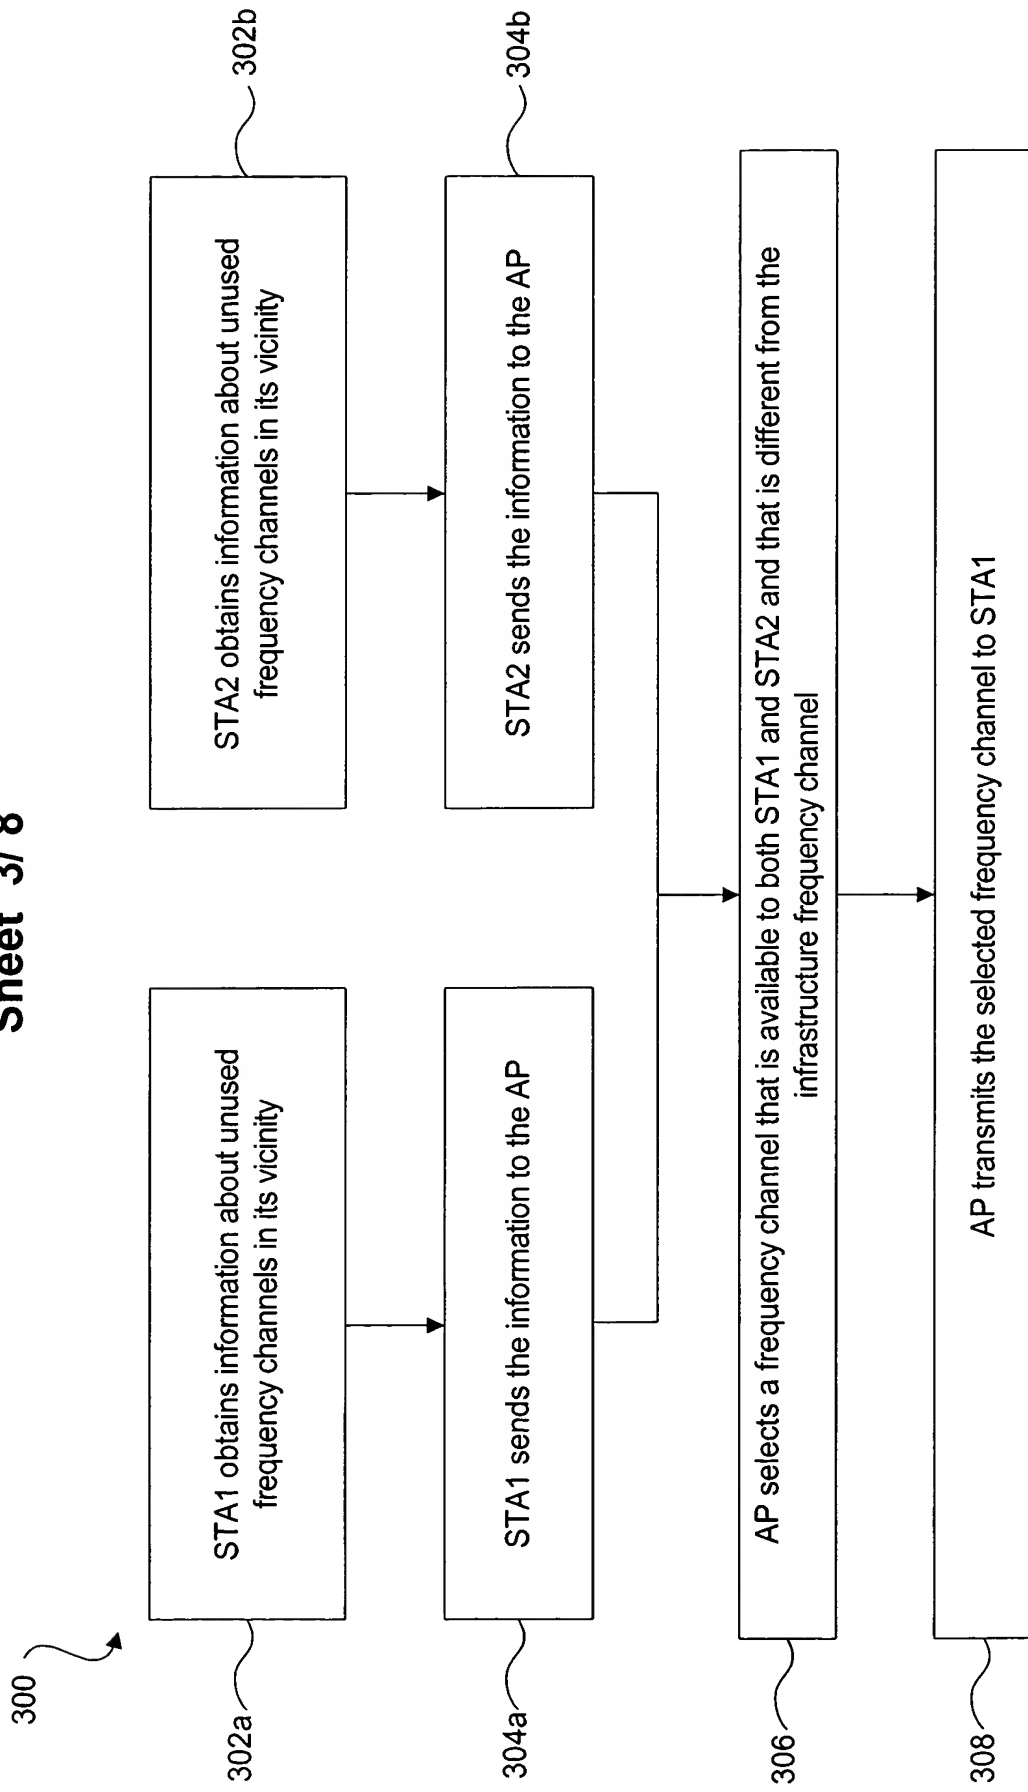 Sheet 3/ 8
300
302a
STA1 obtains information about unused
frequency channels in its vicinity
STA2 obtains information about unused
frequency channels in its vicinity
302b
304a
STA1 sends the information to the AP
STA2 sends the information to the AP
304b
306
AP selects a frequency channel that is available to both STA1 and STA2 and that is different from the
infrastructure frequency channel
308
AP transmits the selected frequency channel to STA1